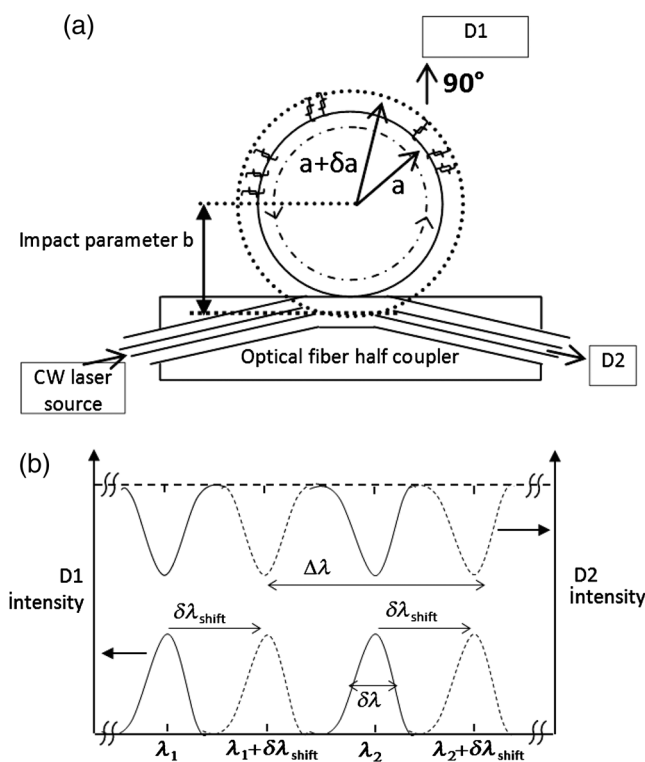 (a)
D1
90°
a+δa
a
Impact parameter b
Optical fiber half coupler
CW laser
source
D2
(b)
Δλ
D1
intensity
D2
intensity
δλshift
δλshift
δλ
λ1
λ1+δλshift
λ2
λ2+δλshift